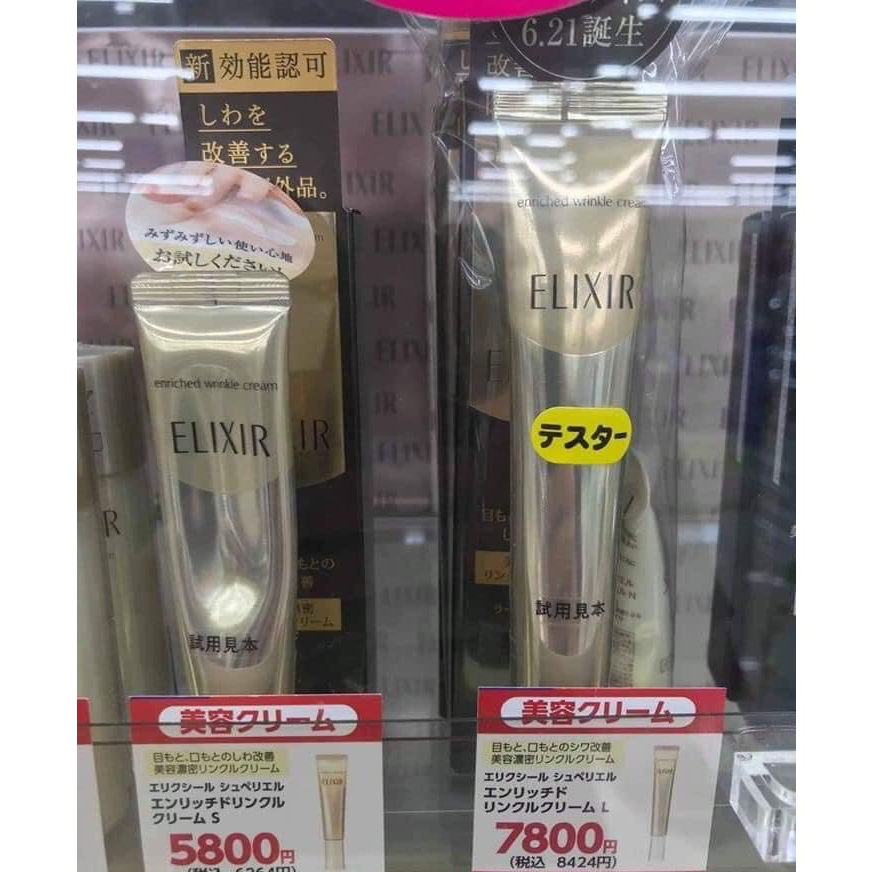 6.21誕生
新 効能認可
しわを
改善する
外品。
みずみずしい使い心地
お試しください
enriched wrinkle cream
ELIXIR
試用見本
enriched wrinkle cream
ELIXIR
テスター
試用見本
美容クリーム
目もと、口もとのしわ改善
美容濃密リンクルクリーム
エリクシール シュペリエル
エンリッチドリンクル
クリーム S
5800円
美容クリーム
目もと、口もとのシワ改善
美容濃密リンクルクリーム
エリクシール シュペリエル
エンリッチド
リンクルクリーム L
7800円
(税込 8424円)